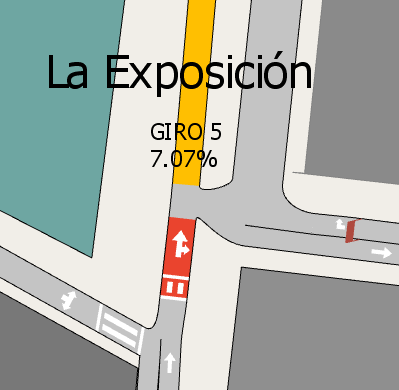 La Exposición
GIRO 5
7.07%